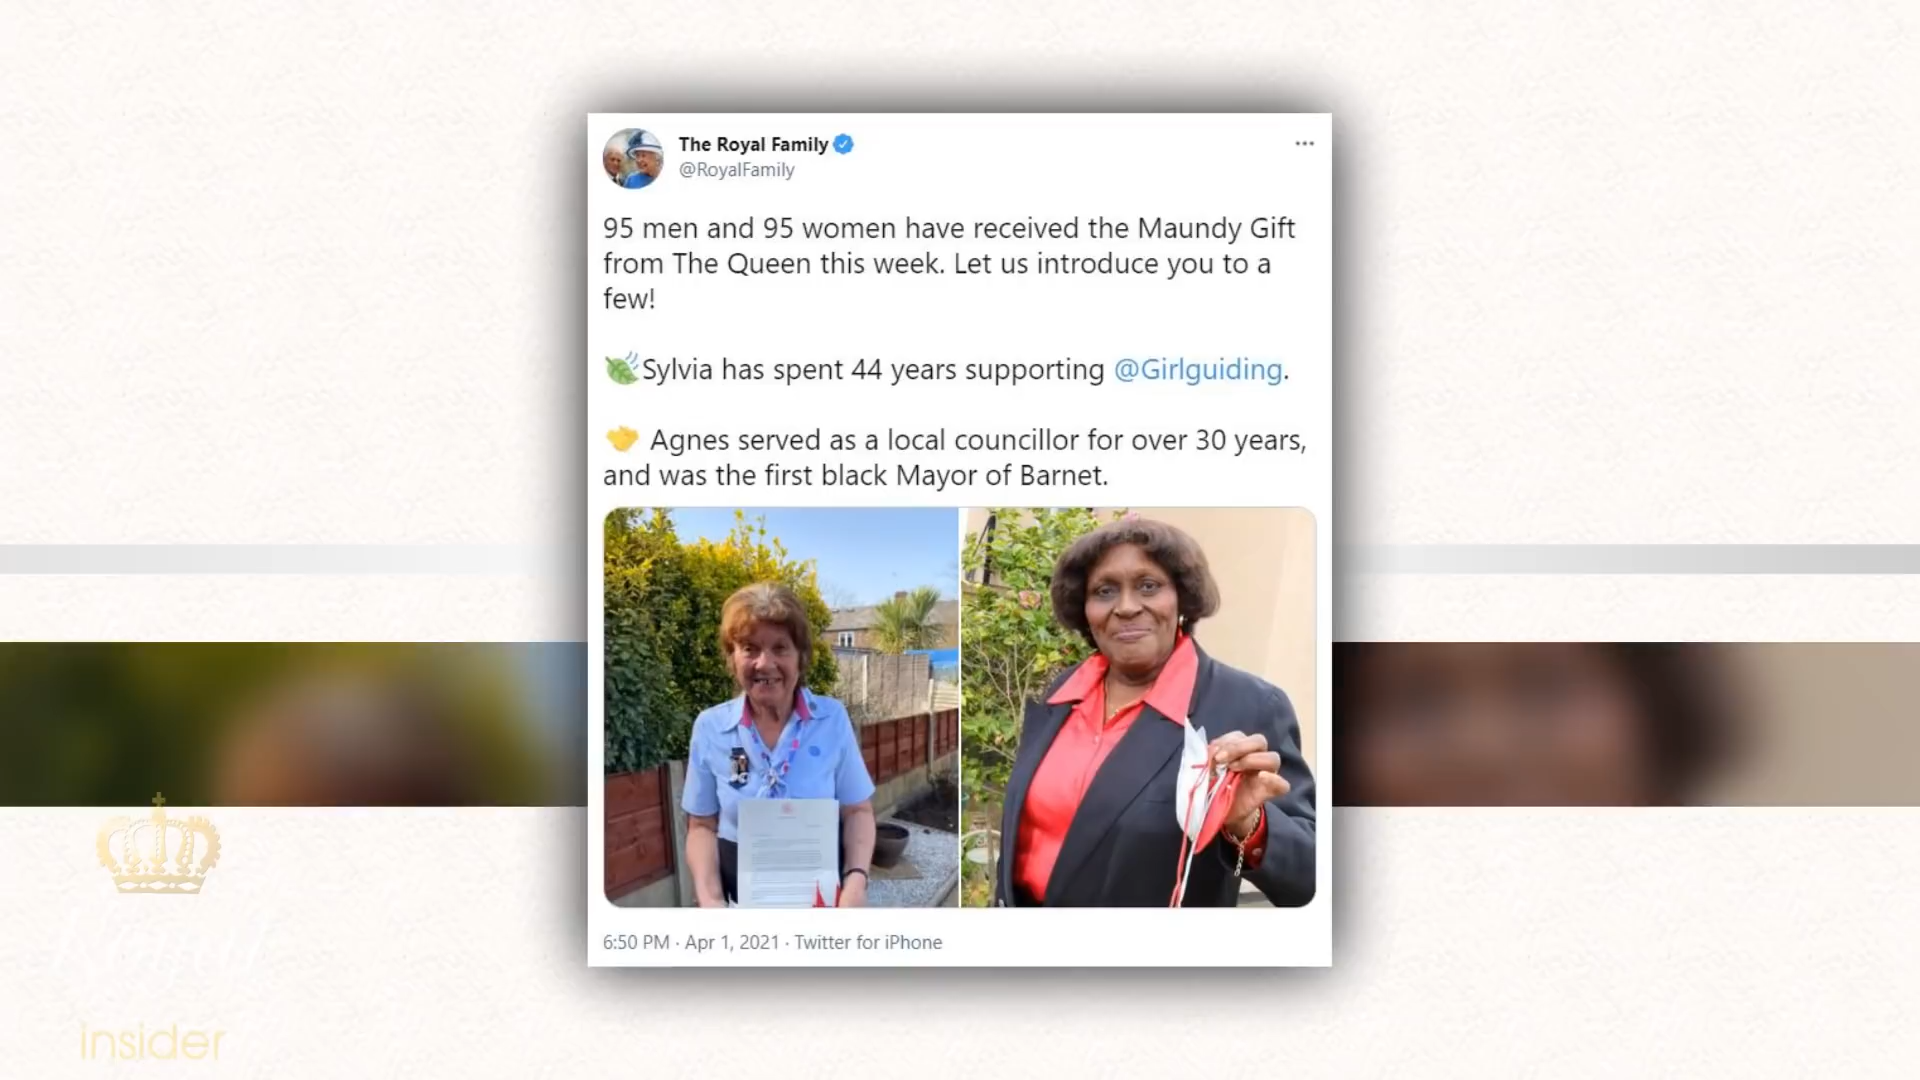 The Royal Family
@RoyalFamily
95 men and 95 women have received the Maundy Gift
from The Queen this week. Let us introduce you to a
few!
Sylvia has spent 44 years supporting @Girlguiding.
Agnes served as a local councillor for over 30 years,
and was the first black Mayor of Barnet.
6:50 PM · Apr 1, 2021 · Twitter for iPhone
Royal
insider